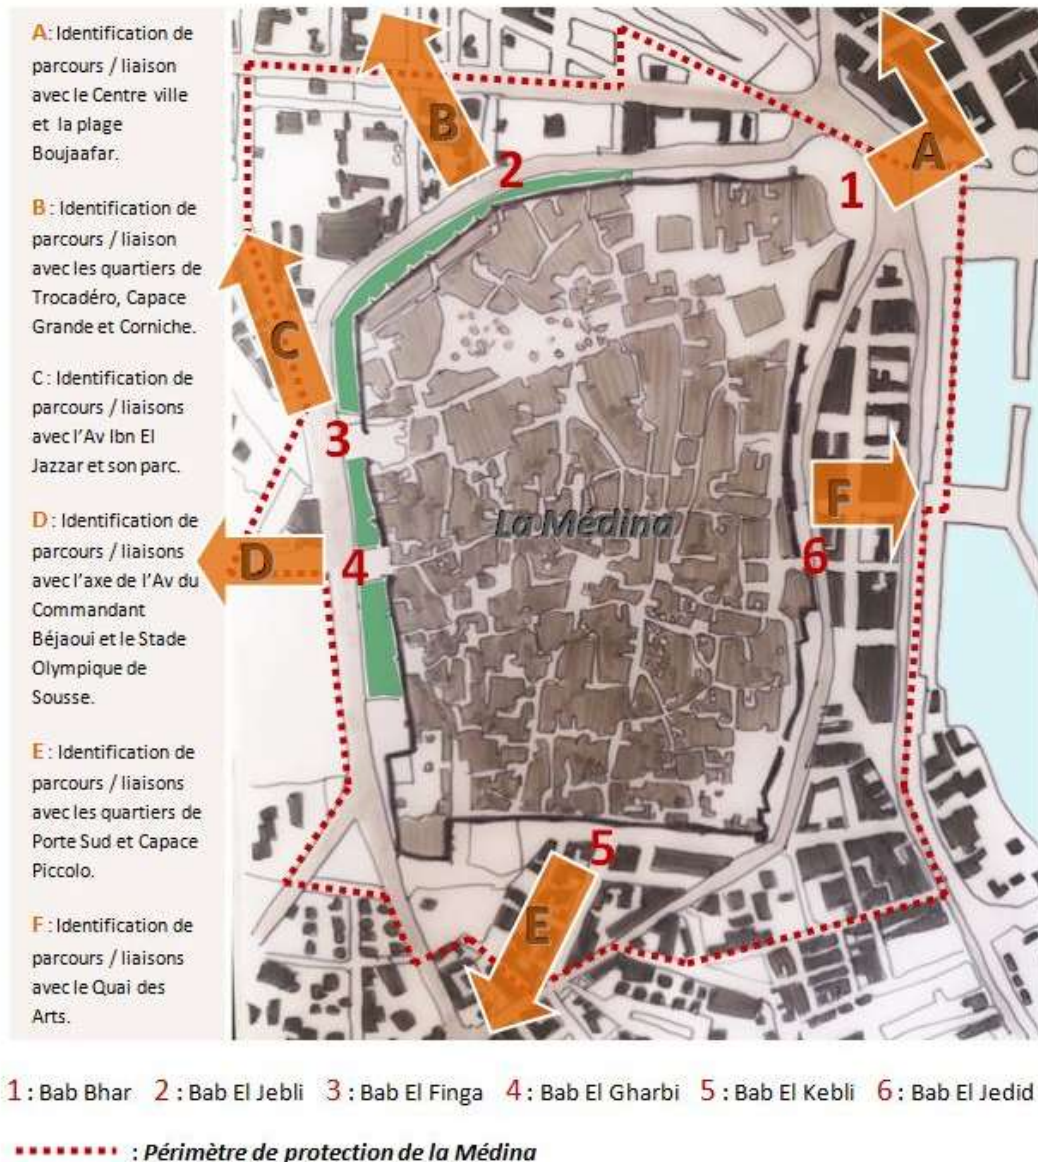 A: Identification de
parcours / liaison
avec le Centre ville
et la plage
Boujaafar.
B : Identification de
parcours / liaison
avec les quartiers de
Trocadéro, Capace
Grande et Corniche.
C : Identification de
parcours / liaisons
avec l'Av Ibn El
Jazzar et son parc.
D : Identification de
parcours / liaisons
avec l'axe de l'Av du
Commandant
Béjaoui et le Stade
Olympique de
Sousse.
E : Identification de
parcours / liaisons
avec les quartiers de
Porte Sud et Capace
Piccolo.
F : Identification de
parcours / liaisons
avec le Quai des
Arts.
A
B
2
1
C
3
La Médina
F
D
4
6
5
E
1 : Bab Bhar 2 : Bab El Jebli 3 : Bab El Finga 4 : Bab El Gharbi 5 : Bab El Kebli 6 : Bab El Jedid
: Périmètre de protection de la Médina